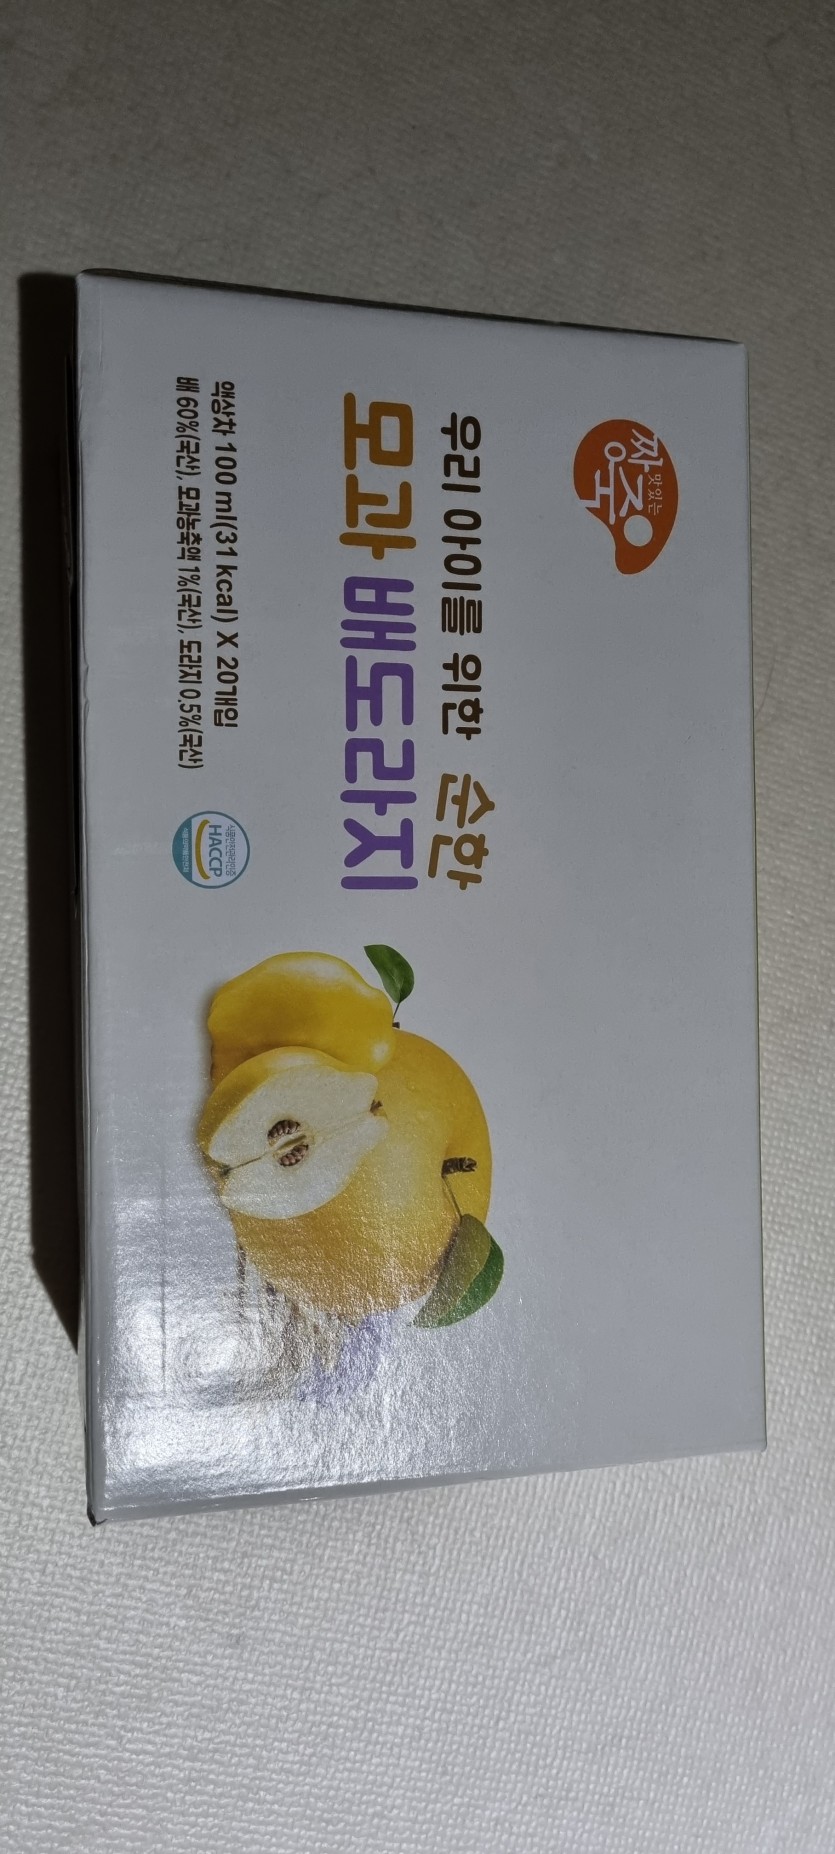 맛있는
짱죽
우리 아이를 위한 순한
모과 배도라지
액상차 100 ml(31 kcal) X 20개입
배 60%(국산), 모과농축액 1%(국산), 도라지 0.5%(국산)
HACCP